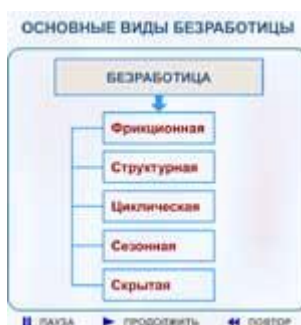 ОСНОВНЫЕ ВИДЫ БЕЗРАБОТИЦЫ
БЕЗРАБОТИЦА
Фрикционная
Структурная
Циклическая
Сезонная
Скрытая
ПАУЗА ПРОДОЛЖИТЬ ПОВТОР